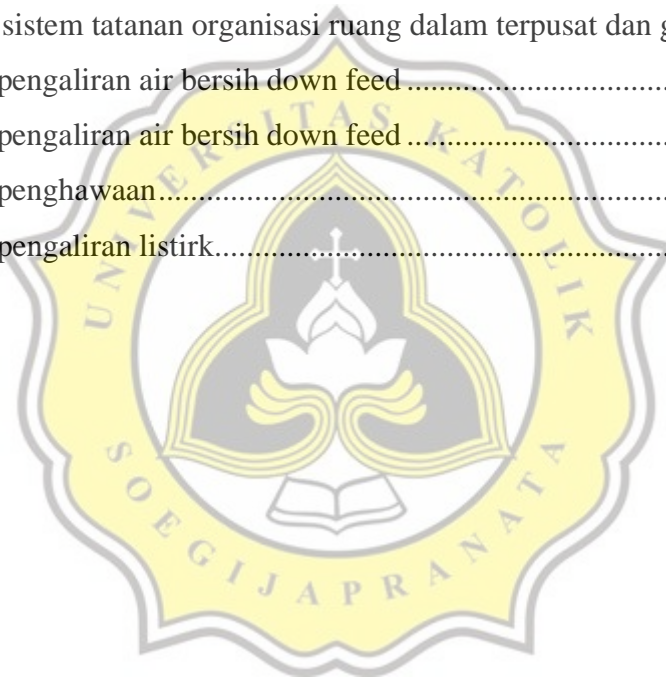 sistem tatanan organisasi ruang dalam terpusat dan g
pengaliran air bersih down feed ..................................
pengaliran air bersih down feed ..................................
penghawaan.................................................................
pengaliran listirk..........................................................
UNIVERSITAS KATOLIK
SOEGIJAPRANATA